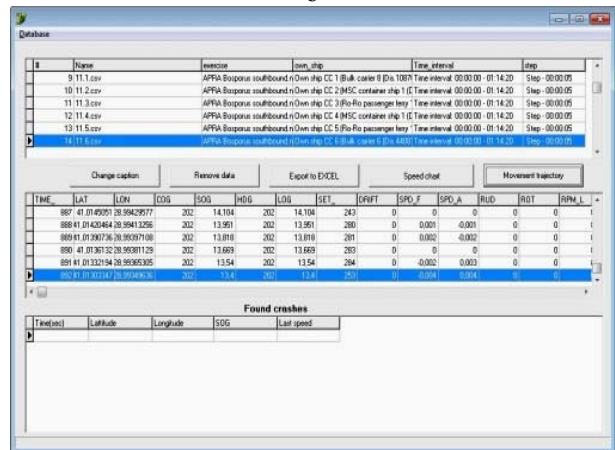 Database
# Name exercise own_ship Time_interval step
9 11.1.csv APRA Bosporus southbound n Own ship CC 1 (Bulk carrier 8 (Dis.1087 Time interval 00:00:00 - 01:14:20 Step - 00:00:05
10 11.2.csv APRA Bosporus southbound n Own ship CC 2 (MSC container ship 1 (D Time interval 00:00:00 - 01:14:20 Step - 00:00:05
11 11.3.csv APRA Bosporus southbound n Own ship CC 3 (Ro-Ro passenger ferry Time interval 00:00:00 - 01:14:20 Step - 00:00:05
12 11.4.csv APRA Bosporus southbound n Own ship CC 4 (MSC container ship 1 (D Time interval 00:00:00 - 01:14:20 Step - 00:00:05
13 11.5.csv APRA Bosporus southbound n Own ship CC 5 (Ro-Ro passenger ferry Time interval 00:00:00 - 01:14:20 Step - 00:00:05
14 11.6.csv APRA Bosporus southbound n Own ship CC 6 (Bulk carrier 6 (Dis. Time interval 00:00:00 - 01:14:20 Step - 00:00:05
Change caption Remove data Export to EXCEL Speed chart Movement trajectory
TIME_ LAT LON COG SOG HDG LOG SET_ DRIFT SPD_F SPD_A RUD ROT RPM_L
887 41,0145051 28,99429577 202 14,104 202 14,104 243 0 0 0 0 0
888 41,01420464 28,99413256 202 13,951 202 13,951 280 0 0,001 -0,001 0 0
889 41,01390736 28,99397108 202 13,818 202 13,818 281 0 0,002 -0,002 0 0
890 41,0136132 28,99381129 202 13,669 202 13,669 283 0 0 0 0 0
891 41,01332194 28,99365305 202 13,54 202 13,54 284 0 -0,002 0,003 0 0
892 41,01303347 28,99349636 202 13,4 202 13,4 253 0 -0,004 0,004 0 0
Found crashes
Time(sec) Lattitude Longitude SOG Last speed